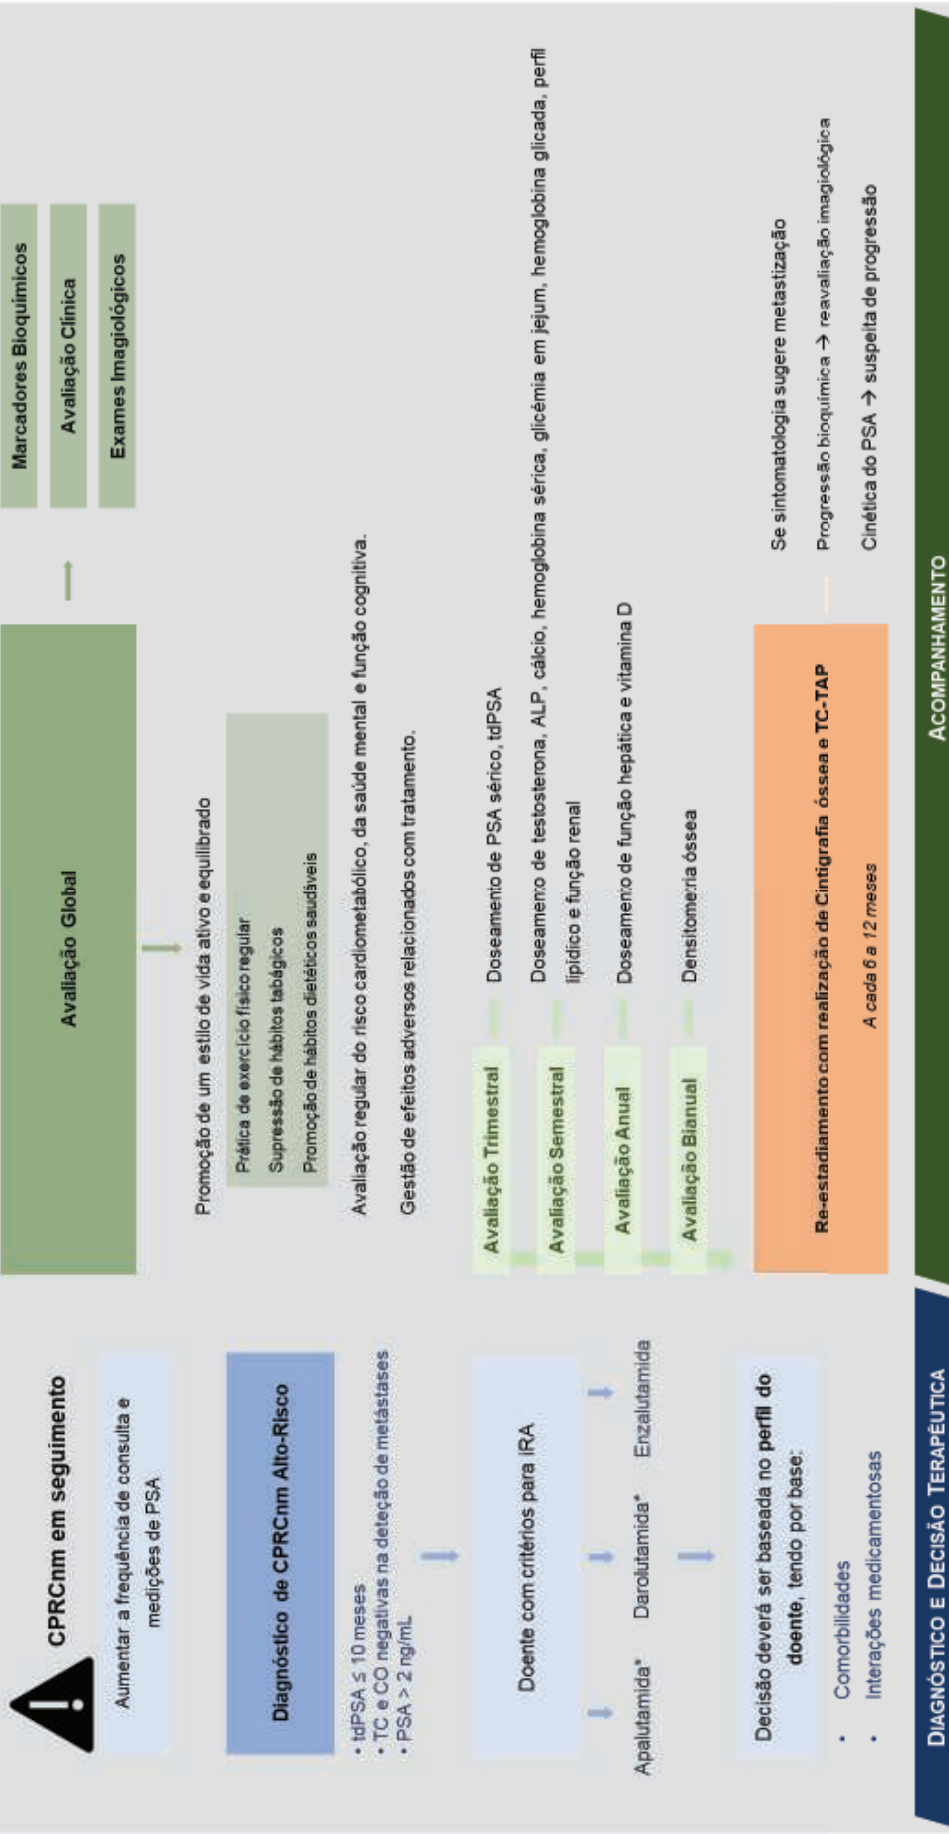 CPRCnm em seguimento
Aumentar a frequência de consulta e
medições de PSA
Diagnóstico de CPRCnm Alto-Risco
• tdPSA ≤ 10 meses
• TC e CO negativas na deteção de metástases
• PSA > 2 ng/mL
Doente com critérios para iRA
Apalutamida*
Darolutamida*
Enzalutamida
Decisão deverá ser baseada no perfil do
doente, tendo por base:
• Comorbilidades
• Interações medicamentosas
DIAGNÓSTICO E DECISÃO TERAPÊUTICA
Avaliação Global
Marcadores Bioquímicos
Avaliação Clínica
Exames Imagiológicos
Promoção de um estilo de vida ativo e equilibrado
Prática de exercício físico regular
Supressão de hábitos tabágicos
Promoção de hábitos dietéticos saudáveis
Avaliação regular do risco cardiometabólico, da saúde mental e função cognitiva.
Gestão de efeitos adversos relacionados com tratamento.
Avaliação Trimestral
Doseamento de PSA sérico, tdPSA
Avaliação Semestral
Doseamento de testosterona, ALP, cálcio, hemoglobina sérica, glicémia em jejum, hemoglobina glicada, perfil
lipídico e função renal
Avaliação Anual
Doseamento de função hepática e vitamina D
Avaliação Bianual
Densitometria óssea
Re-estadiamento com realização de Cintigrafia óssea e TC-TAP
A cada 6 a 12 meses
Se sintomatologia sugere metastização
Progressão bioquímica → reavaliação imagiológica
Cinética do PSA → suspeita de progressão
ACOMPANHAMENTO